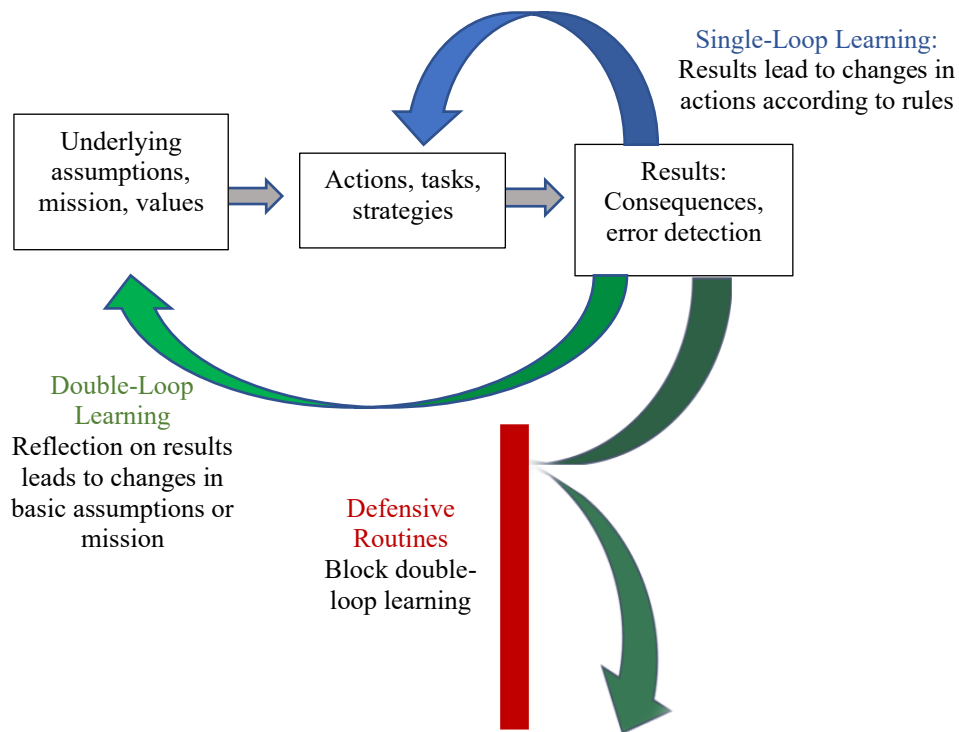 Single-Loop Learning:
Results lead to changes in
actions according to rules
Underlying
assumptions,
mission, values
Actions, tasks,
strategies
Results:
Consequences,
error detection
Double-Loop
Learning
Reflection on results
leads to changes in
basic assumptions or
mission
Defensive
Routines
Block double-
loop learning